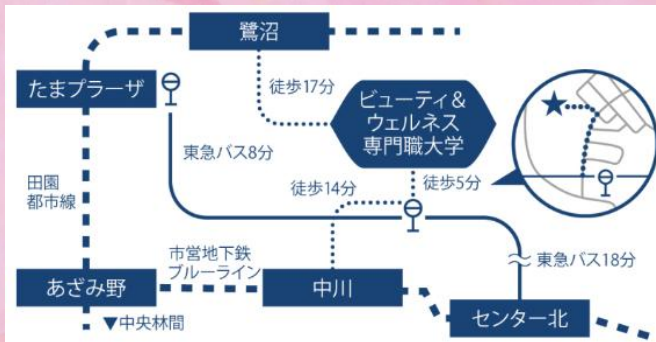 鷺沼
たまプラーザ
徒歩17分
ビューティ&
ウェルネス
専門職大学
東急バス8分
田園
都市線
徒歩14分
徒歩5分
市営地下鉄
ブルーライン
東急バス18分
あざみ野
中川
センター北
▼中央林間